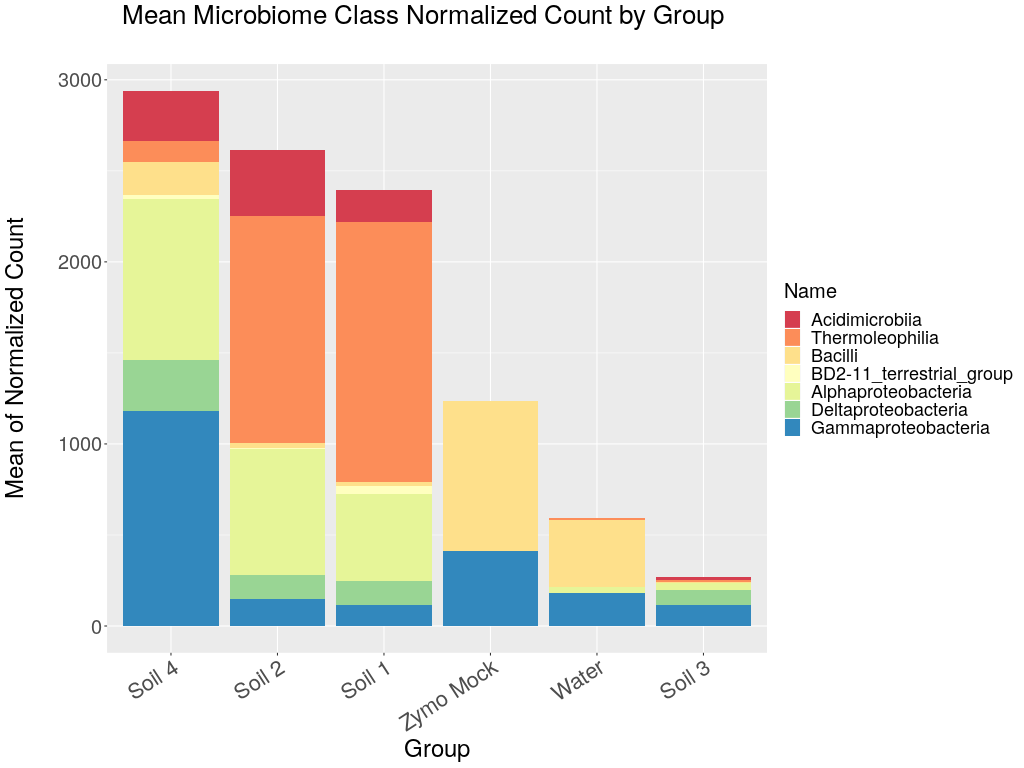 Mean Microbiome Class Normalized Count by Group
Mean of Normalized Count
3000
2000
1000
0
Soil 4
Soil 2
Soil 1
Zymo Mock
Water
Soil 3
Group
Name
Acidimicrobiia
Thermoleophilia
Bacilli
BD2-11_terrestrial_group
Alphaproteobacteria
Deltaproteobacteria
Gammaproteobacteria